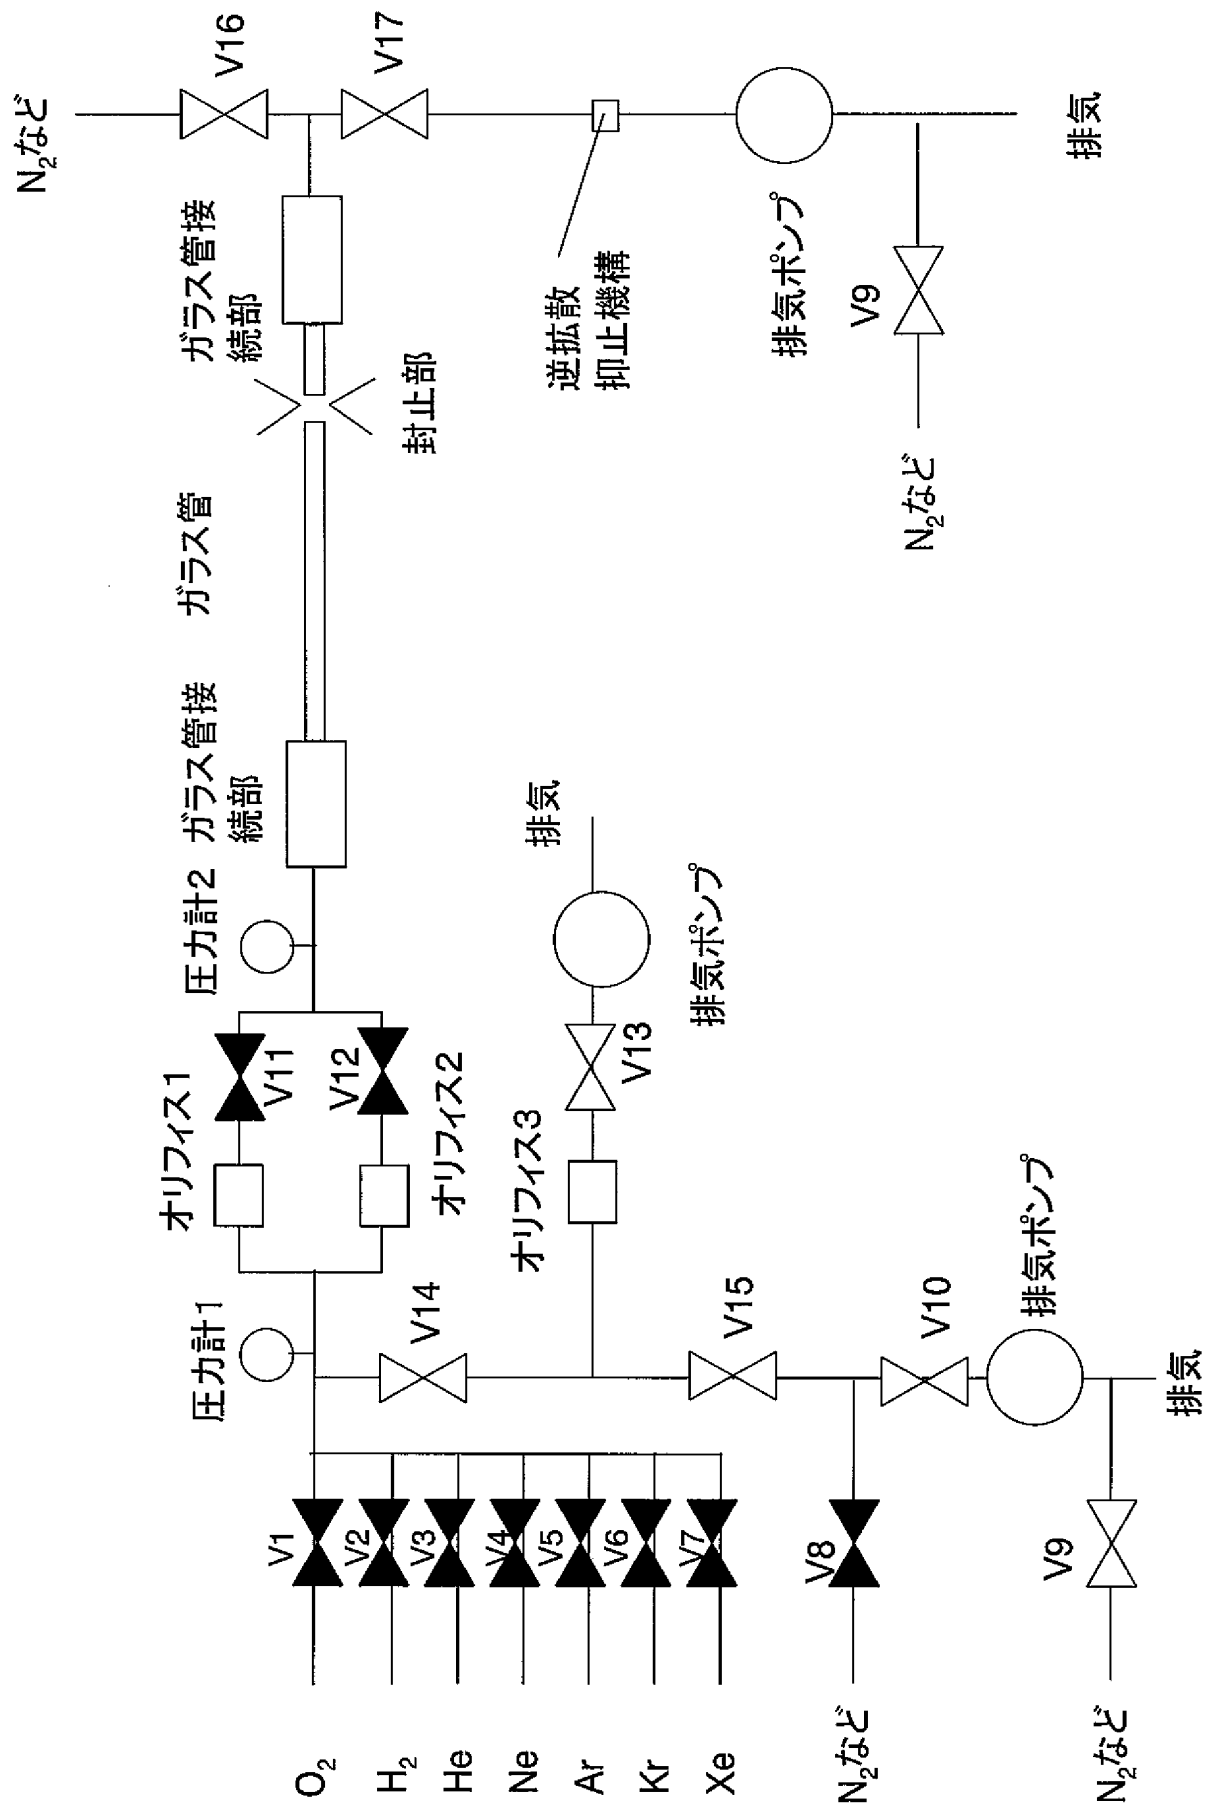 O2
H2
He
Ne
Ar
Kr
Xe
N2など
N2など
V1
V2
V3
V4
V5
V6
V7
V8
V9
圧力計1
V14
V15
V10
排気ポンプ
排気
オリフィス1
オリフィス2
オリフィス3
V11
V12
V13
排気ポンプ
排気
圧力計2
ガラス管接
続部
ガラス管
封止部
ガラス管接
続部
N2など
V16
V17
逆拡散
抑止機構
排気ポンプ
V9
N2など
排気